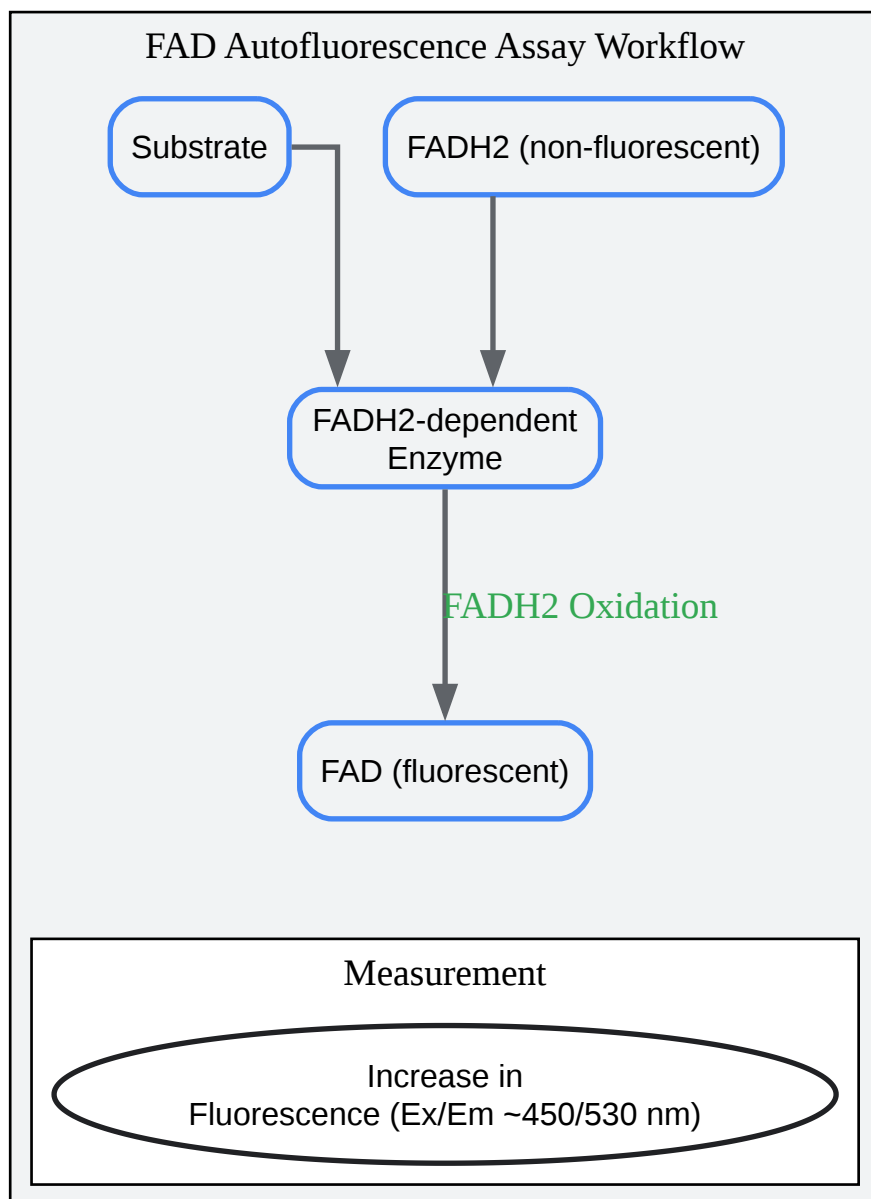 FAD Autofluorescence Assay Workflow
Substrate
FADH2 (non-fluorescent)
FADH2-dependent
Enzyme
FADH2 Oxidation
FAD (fluorescent)
Measurement
Increase in
Fluorescence (Ex/Em ~450/530 nm)